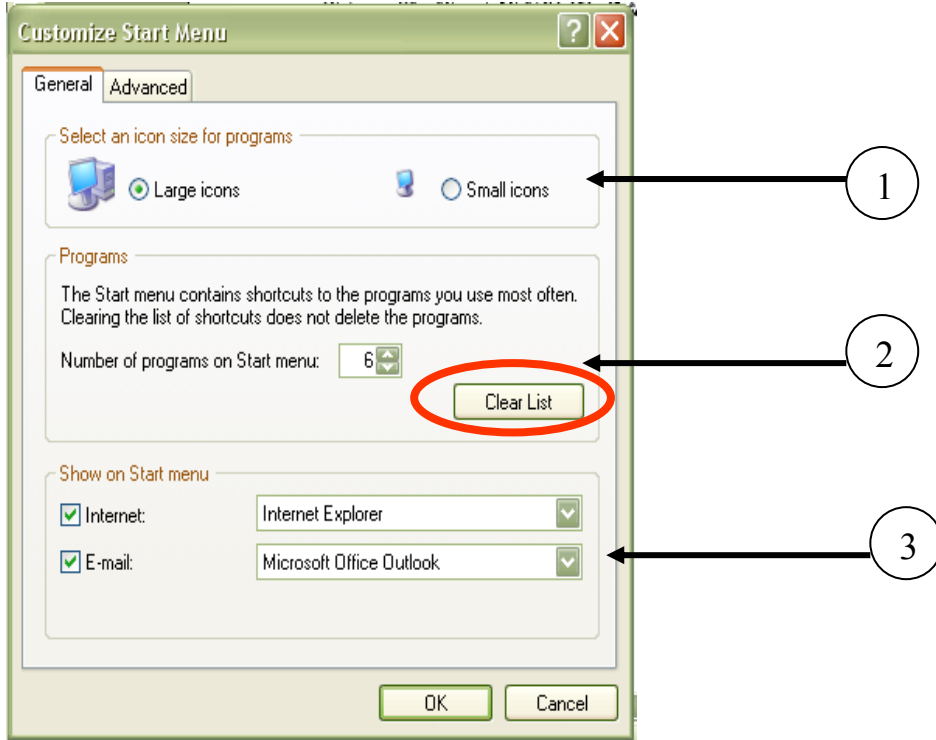 Customize Start Menu
General Advanced
Select an icon size for programs
Large icons Small icons
1
Programs
The Start menu contains shortcuts to the programs you use most often.
Clearing the list of shortcuts does not delete the programs.
Number of programs on Start menu: 6
2
Clear List
Show on Start menu
Internet: Internet Explorer
E-mail: Microsoft Office Outlook
3
OK Cancel